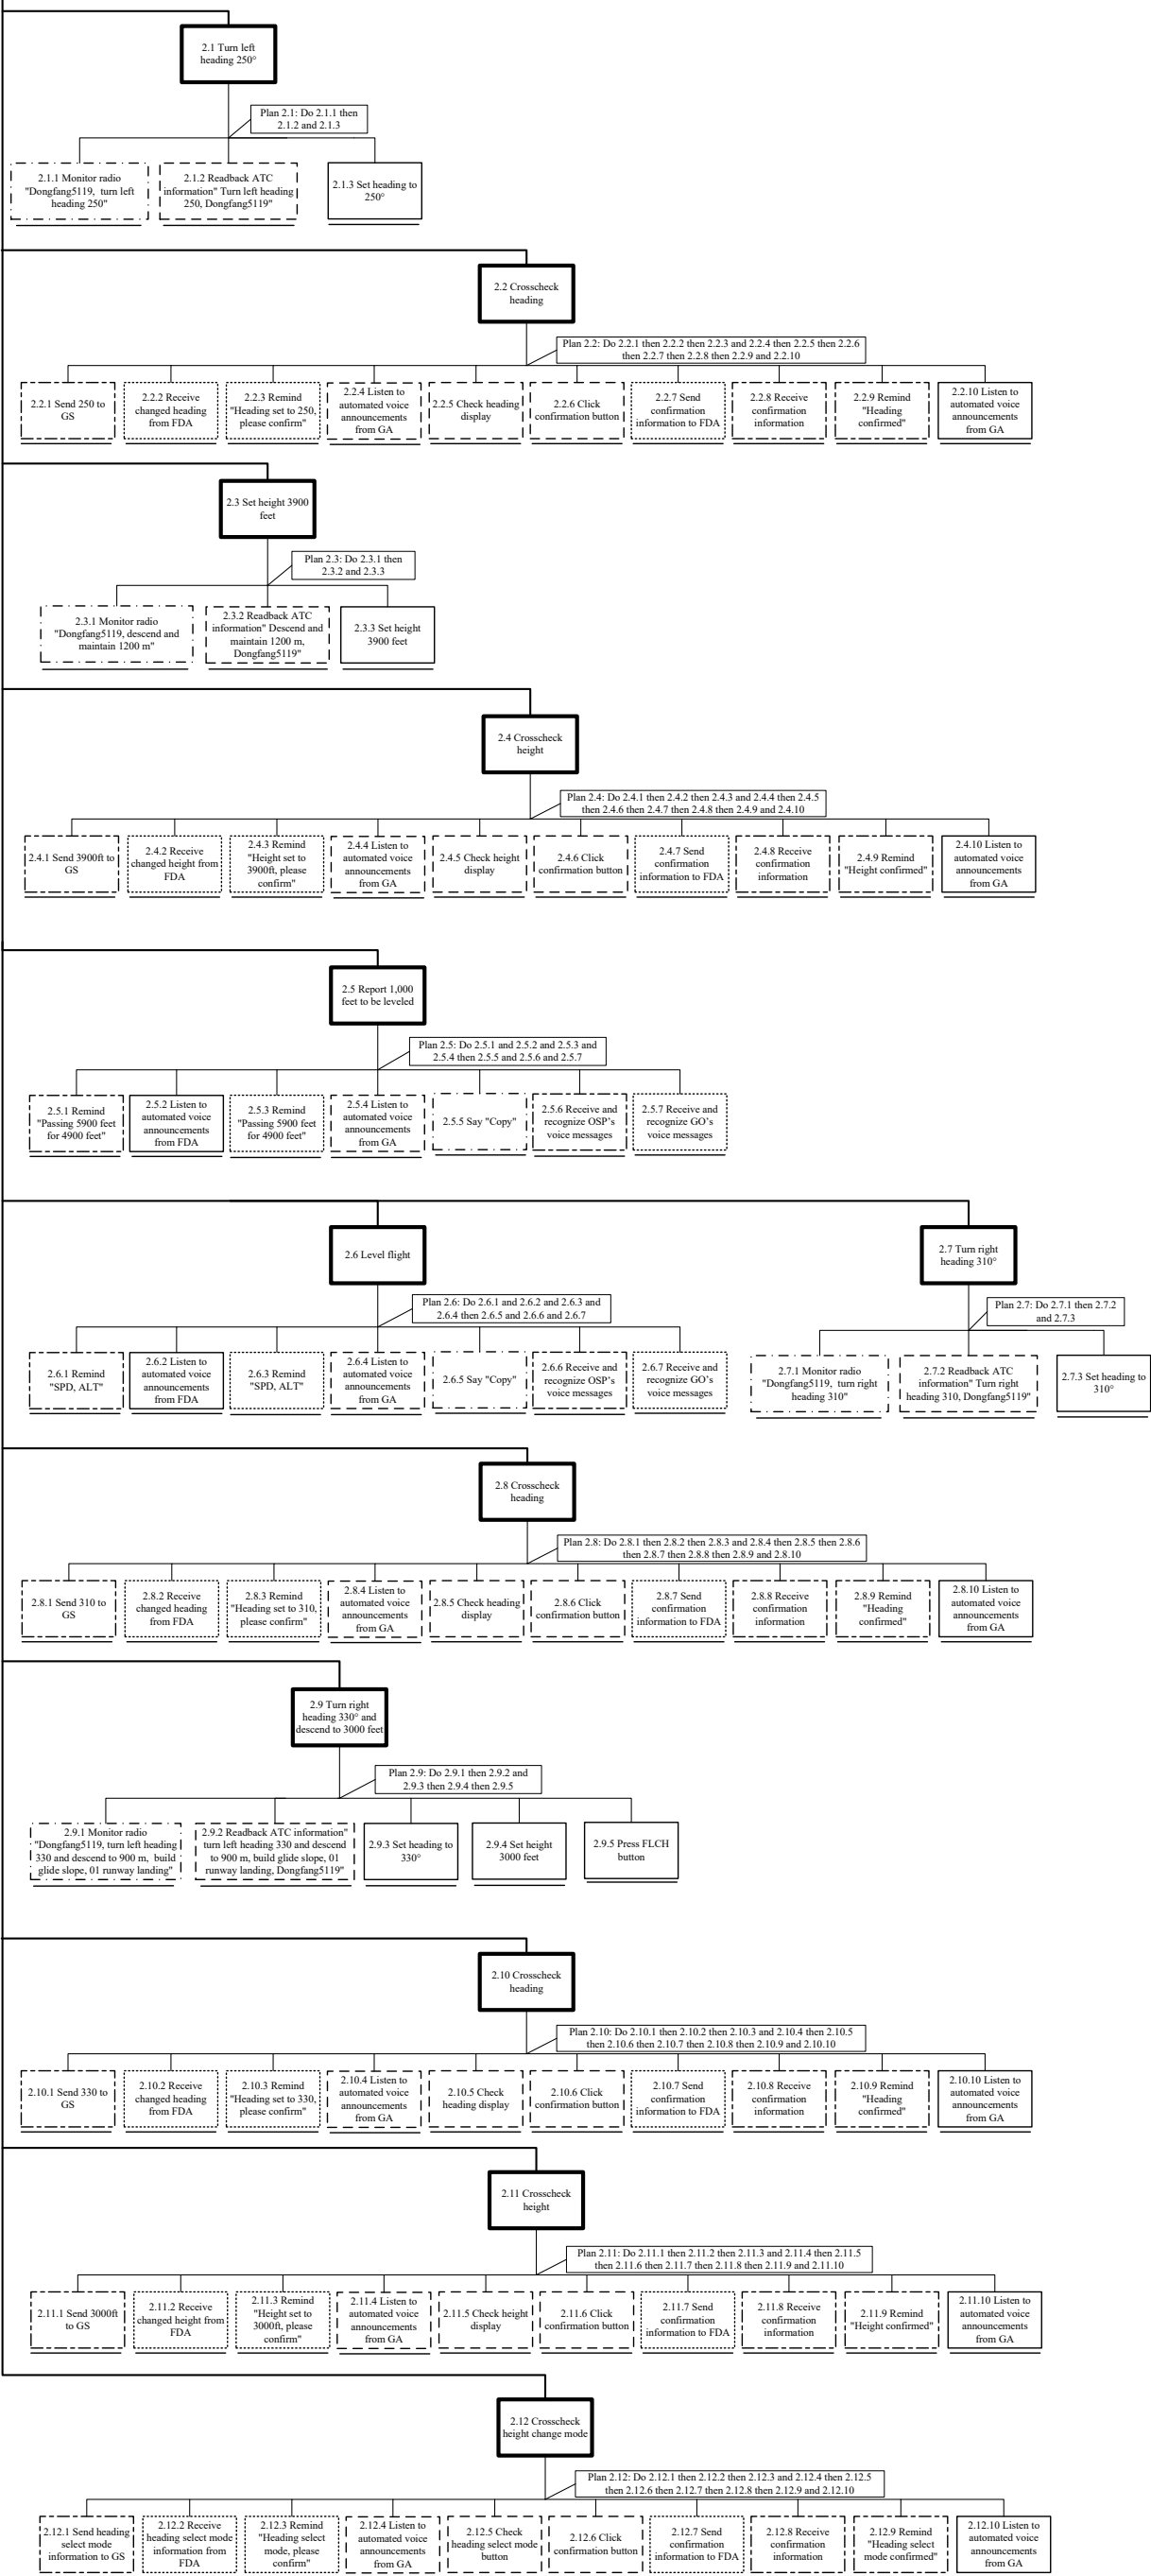 2.1 Turn left
heading 250°
Plan 2.1: Do 2.1.1 then
2.1.2 and 2.1.3
2.1.1 Monitor radio
"Dongfang5119, turn left
heading 250"
2.1.2 Readback ATC
information" Turn left heading
250, Dongfang5119"
2.1.3 Set heading to
250°
2.2 Crosscheck
heading
Plan 2.2: Do 2.2.1 then 2.2.2 then 2.2.3 and 2.2.4 then 2.2.5 then 2.2.6
then 2.2.7 then 2.2.8 then 2.2.9 and 2.2.10
2.2.1 Send 250 to
GS
2.2.2 Receive
changed heading
from FDA
2.2.3 Remind
"Heading set to 250,
please confirm"
2.2.4 Listen to
automated voice
announcements
from GA
2.2.5 Check heading
display
2.2.6 Click
confirmation button
2.2.7 Send
confirmation
information to FDA
2.2.8 Receive
confirmation
information
2.2.9 Remind
"Heading
confirmed"
2.2.10 Listen to
automated voice
announcements
from GA
2.3 Set height 3900
feet
Plan 2.3: Do 2.3.1 then
2.3.2 and 2.3.3
2.3.1 Monitor radio
"Dongfang5119, descend and
maintain 1200 m"
2.3.2 Readback ATC
information" Descend and
maintain 1200 m,
Dongfang5119"
2.3.3 Set height
3900 feet
2.4 Crosscheck
height
Plan 2.4: Do 2.4.1 then 2.4.2 then 2.4.3 and 2.4.4 then 2.4.5
then 2.4.6 then 2.4.7 then 2.4.8 then 2.4.9 and 2.4.10
2.4.1 Send 3900ft to
GS
2.4.2 Receive
changed height from
FDA
2.4.3 Remind
"Height set to
3900ft, please
confirm"
2.4.4 Listen to
automated voice
announcements
from GA
2.4.5 Check height
display
2.4.6 Click
confirmation button
2.4.7 Send
confirmation
information to FDA
2.4.8 Receive
confirmation
information
2.4.9 Remind
"Height confirmed"
2.4.10 Listen to
automated voice
announcements
from GA
2.5 Report 1,000
feet to be leveled
Plan 2.5: Do 2.5.1 and 2.5.2 and 2.5.3 and
2.5.4 then 2.5.5 and 2.5.6 and 2.5.7
2.5.1 Remind
"Passing 5900 feet
for 4900 feet"
2.5.2 Listen to
automated voice
announcements
from FDA
2.5.3 Remind
"Passing 5900 feet
for 4900 feet"
2.5.4 Listen to
automated voice
announcements
from GA
2.5.5 Say "Copy"
2.5.6 Receive and
recognize OSP's
voice messages
2.5.7 Receive and
recognize GO's
voice messages
2.6 Level flight
Plan 2.6: Do 2.6.1 and 2.6.2 and 2.6.3 and
2.6.4 then 2.6.5 and 2.6.6 and 2.6.7
2.6.1 Remind
"SPD, ALT"
2.6.2 Listen to
automated voice
announcements
from FDA
2.6.3 Remind
"SPD, ALT"
2.6.4 Listen to
automated voice
announcements
from GA
2.6.5 Say "Copy"
2.6.6 Receive and
recognize OSP's
voice messages
2.6.7 Receive and
recognize GO's
voice messages
2.7 Turn right
heading 310°
Plan 2.7: Do 2.7.1 then 2.7.2
and 2.7.3
2.7.1 Monitor radio
"Dongfang5119, turn right
heading 310"
2.7.2 Readback ATC
information" Turn right
heading 310, Dongfang5119"
2.7.3 Set heading to
310°
2.8 Crosscheck
heading
Plan 2.8: Do 2.8.1 then 2.8.2 then 2.8.3 and 2.8.4 then 2.8.5 then 2.8.6
then 2.8.7 then 2.8.8 then 2.8.9 and 2.8.10
2.8.1 Send 310 to
GS
2.8.2 Receive
changed heading
from FDA
2.8.3 Remind
"Heading set to 310,
please confirm"
2.8.4 Listen to
automated voice
announcements
from GA
2.8.5 Check heading
display
2.8.6 Click
confirmation button
2.8.7 Send
confirmation
information to FDA
2.8.8 Receive
confirmation
information
2.8.9 Remind
"Heading
confirmed"
2.8.10 Listen to
automated voice
announcements
from GA
2.9 Turn right
heading 330° and
descend to 3000 feet
Plan 2.9: Do 2.9.1 then 2.9.2 and
2.9.3 then 2.9.4 then 2.9.5
2.9.1 Monitor radio
"Dongfang5119, turn left heading
330 and descend to 900 m, build
glide slope, 01 runway landing"
2.9.2 Readback ATC information"
turn left heading 330 and descend
to 900 m, build glide slope, 01
runway landing, Dongfang5119"
2.9.3 Set heading to
330°
2.9.4 Set height
3000 feet
2.9.5 Press FLCH
button
2.10 Crosscheck
heading
Plan 2.10: Do 2.10.1 then 2.10.2 then 2.10.3 and 2.10.4 then 2.10.5
then 2.10.6 then 2.10.7 then 2.10.8 then 2.10.9 and 2.10.10
2.10.1 Send 330 to
GS
2.10.2 Receive
changed heading
from FDA
2.10.3 Remind
"Heading set to 330,
please confirm"
2.10.4 Listen to
automated voice
announcements
from GA
2.10.5 Check
heading display
2.10.6 Click
confirmation button
2.10.7 Send
confirmation
information to FDA
2.10.8 Receive
confirmation
information
2.10.9 Remind
"Heading
confirmed"
2.10.10 Listen to
automated voice
announcements
from GA
2.11 Crosscheck
height
Plan 2.11: Do 2.11.1 then 2.11.2 then 2.11.3 and 2.11.4 then 2.11.5
then 2.11.6 then 2.11.7 then 2.11.8 then 2.11.9 and 2.11.10
2.11.1 Send 3000ft
to GS
2.11.2 Receive
changed height from
FDA
2.11.3 Remind
"Height set to
3000ft, please
confirm"
2.11.4 Listen to
automated voice
announcements
from GA
2.11.5 Check height
display
2.11.6 Click
confirmation button
2.11.7 Send
confirmation
information to FDA
2.11.8 Receive
confirmation
information
2.11.9 Remind
"Height confirmed"
2.11.10 Listen to
automated voice
announcements
from GA
2.12 Crosscheck
height change mode
Plan 2.12: Do 2.12.1 then 2.12.2 then 2.12.3 and 2.12.4 then 2.12.5
then 2.12.6 then 2.12.7 then 2.12.8 then 2.12.9 and 2.12.10
2.12.1 Send heading
select mode
information to GS
2.12.2 Receive
heading select mode
information from
FDA
2.12.3 Remind
"Heading select
mode, please
confirm"
2.12.4 Listen to
automated voice
announcements
from GA
2.12.5 Check
heading select mode
button
2.12.6 Click
confirmation button
2.12.7 Send
confirmation
information to FDA
2.12.8 Receive
confirmation
information
2.12.9 Remind
"Heading select
mode confirmed"
2.12.10 Listen to
automated voice
announcements
from GA